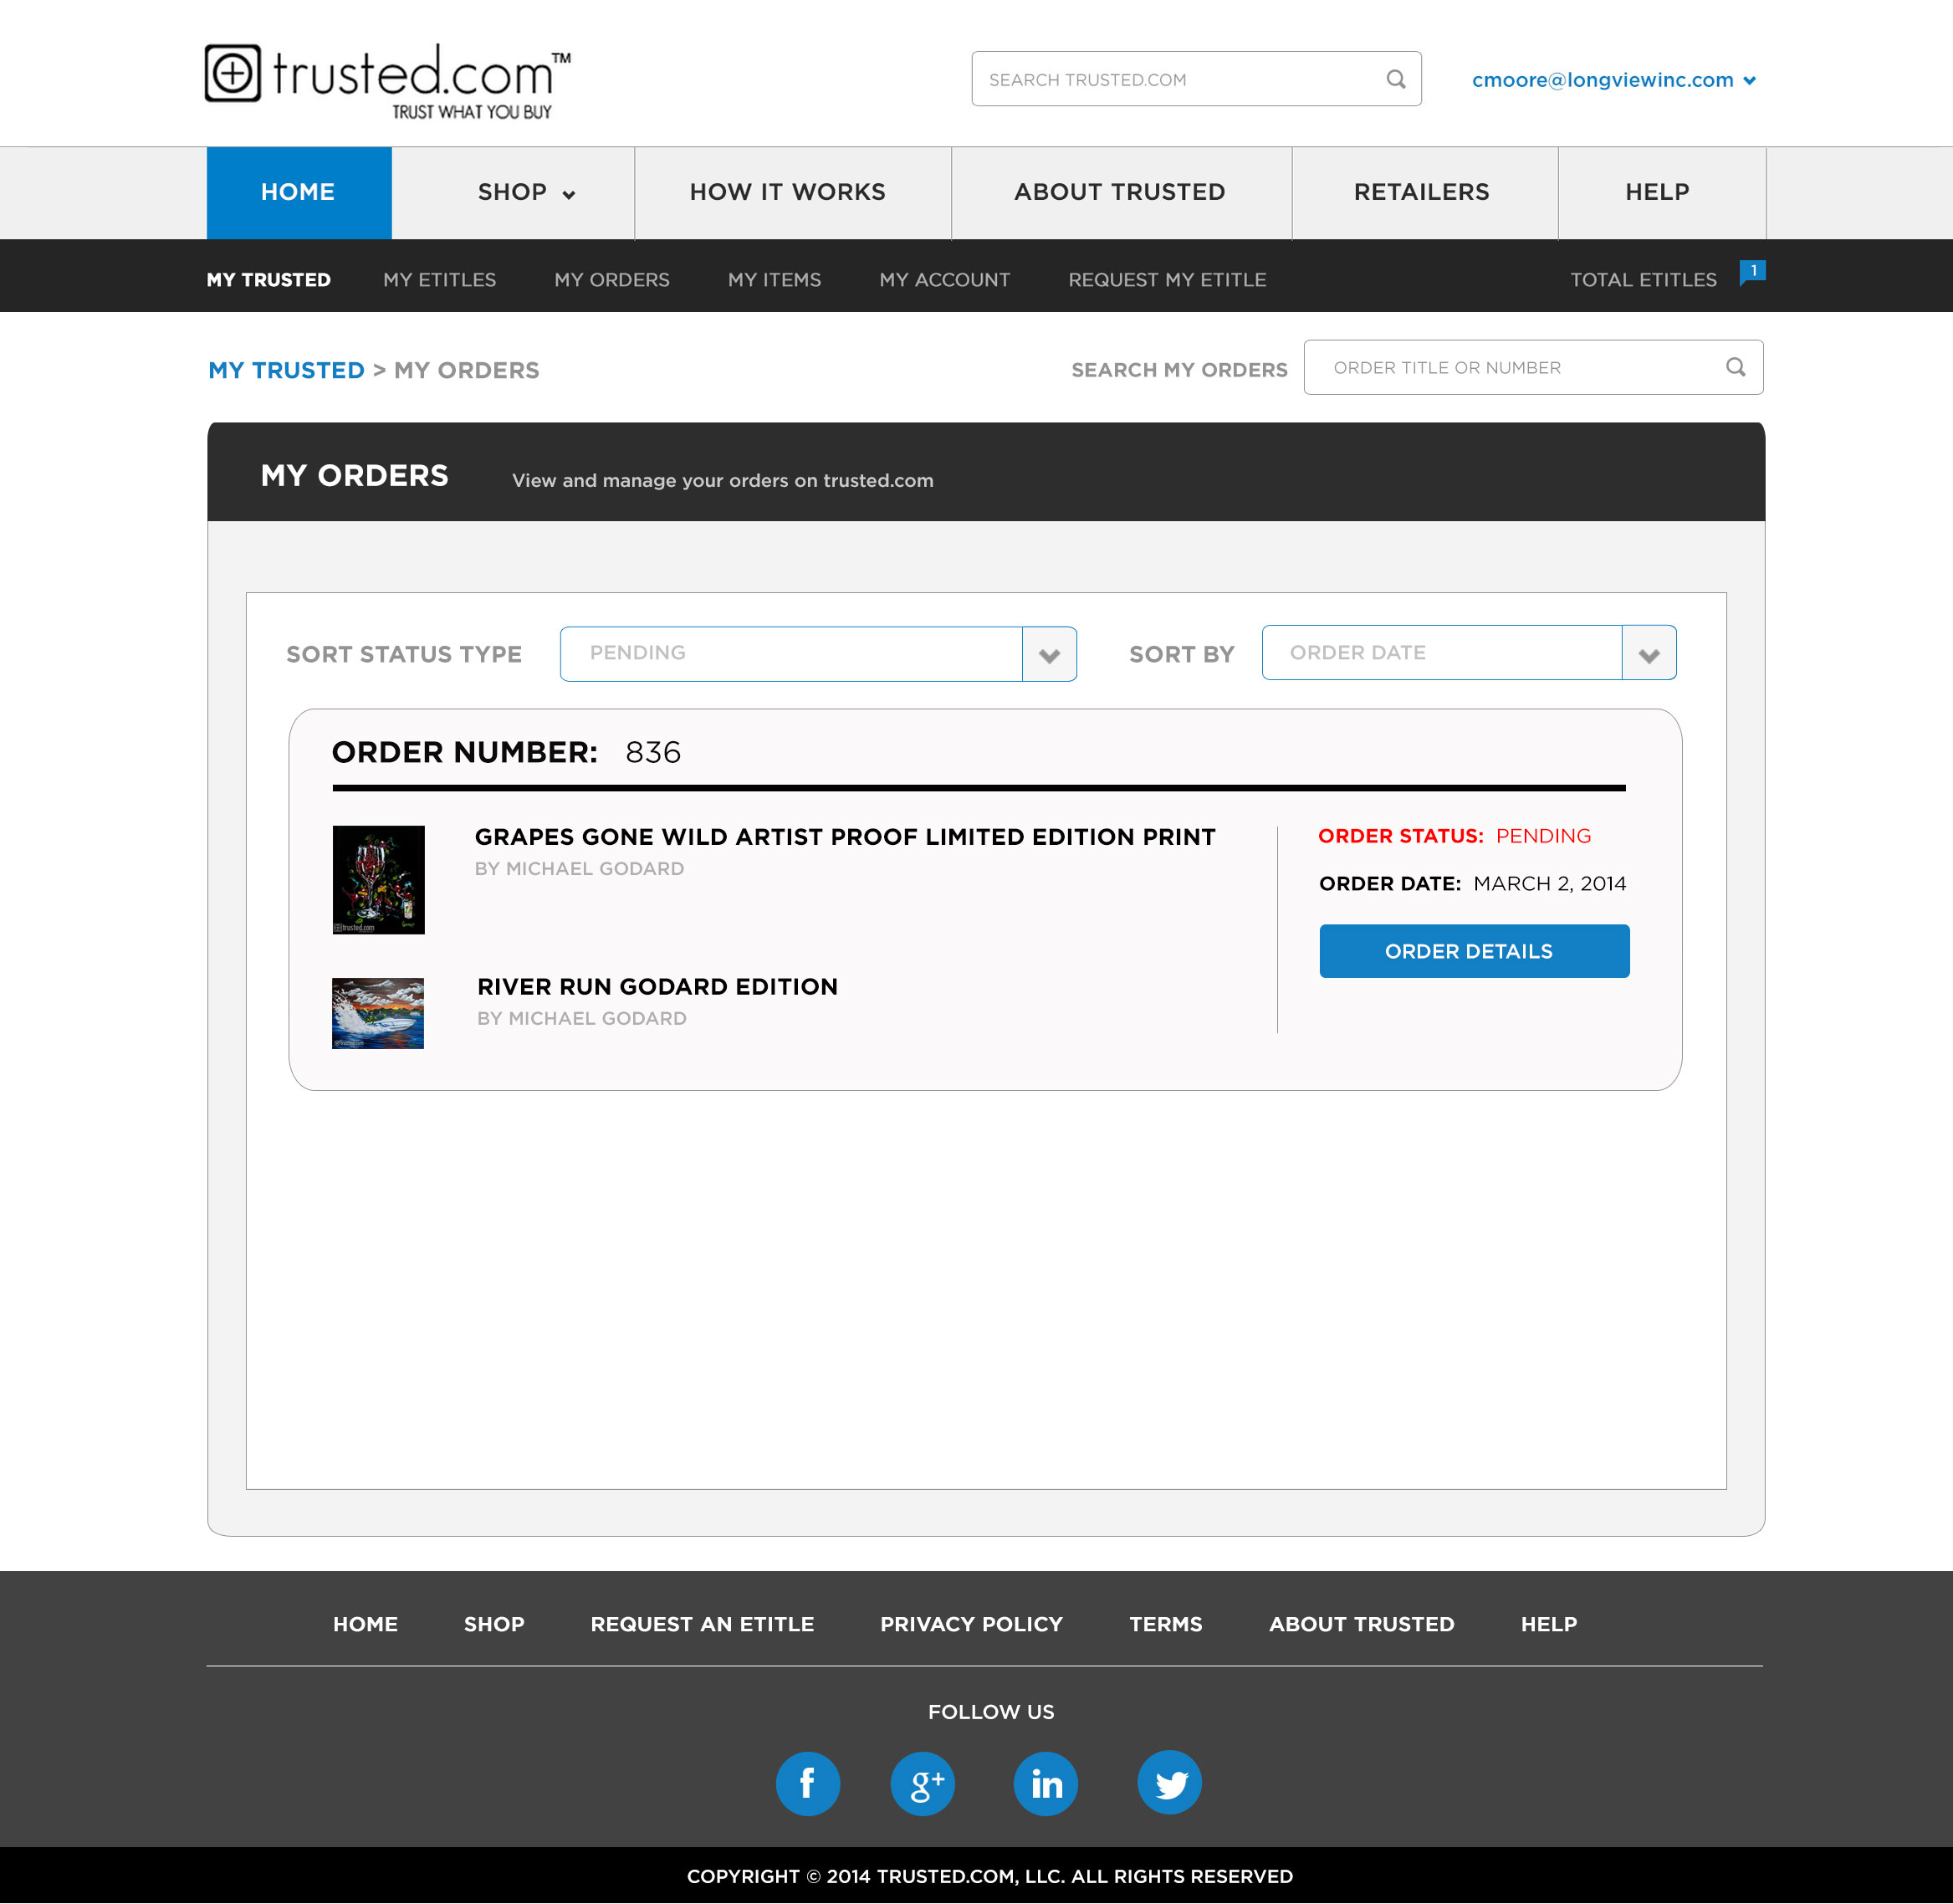 trusted.com™
TRUST WHAT YOU BUY
SEARCH TRUSTED.COM
cmoore@longviewinc.com
HOME
SHOP
HOW IT WORKS
ABOUT TRUSTED
RETAILERS
HELP
MY TRUSTED
MY ETITLES
MY ORDERS
MY ITEMS
MY ACCOUNT
REQUEST MY ETITLE
TOTAL ETITLES
1
MY TRUSTED > MY ORDERS
SEARCH MY ORDERS
ORDER TITLE OR NUMBER
MY ORDERS
View and manage your orders on trusted.com
SORT STATUS TYPE
PENDING
SORT BY
ORDER DATE
ORDER NUMBER: 836
GRAPES GONE WILD ARTIST PROOF LIMITED EDITION PRINT
BY MICHAEL GODARD
trusted.com
ORDER STATUS: PENDING
ORDER DATE: MARCH 2, 2014
ORDER DETAILS
RIVER RUN GODARD EDITION
BY MICHAEL GODARD
trusted.com
HOME
SHOP
REQUEST AN ETITLE
PRIVACY POLICY
TERMS
ABOUT TRUSTED
HELP
FOLLOW US
f
g+
in
COPYRIGHT © 2014 TRUSTED.COM, LLC. ALL RIGHTS RESERVED